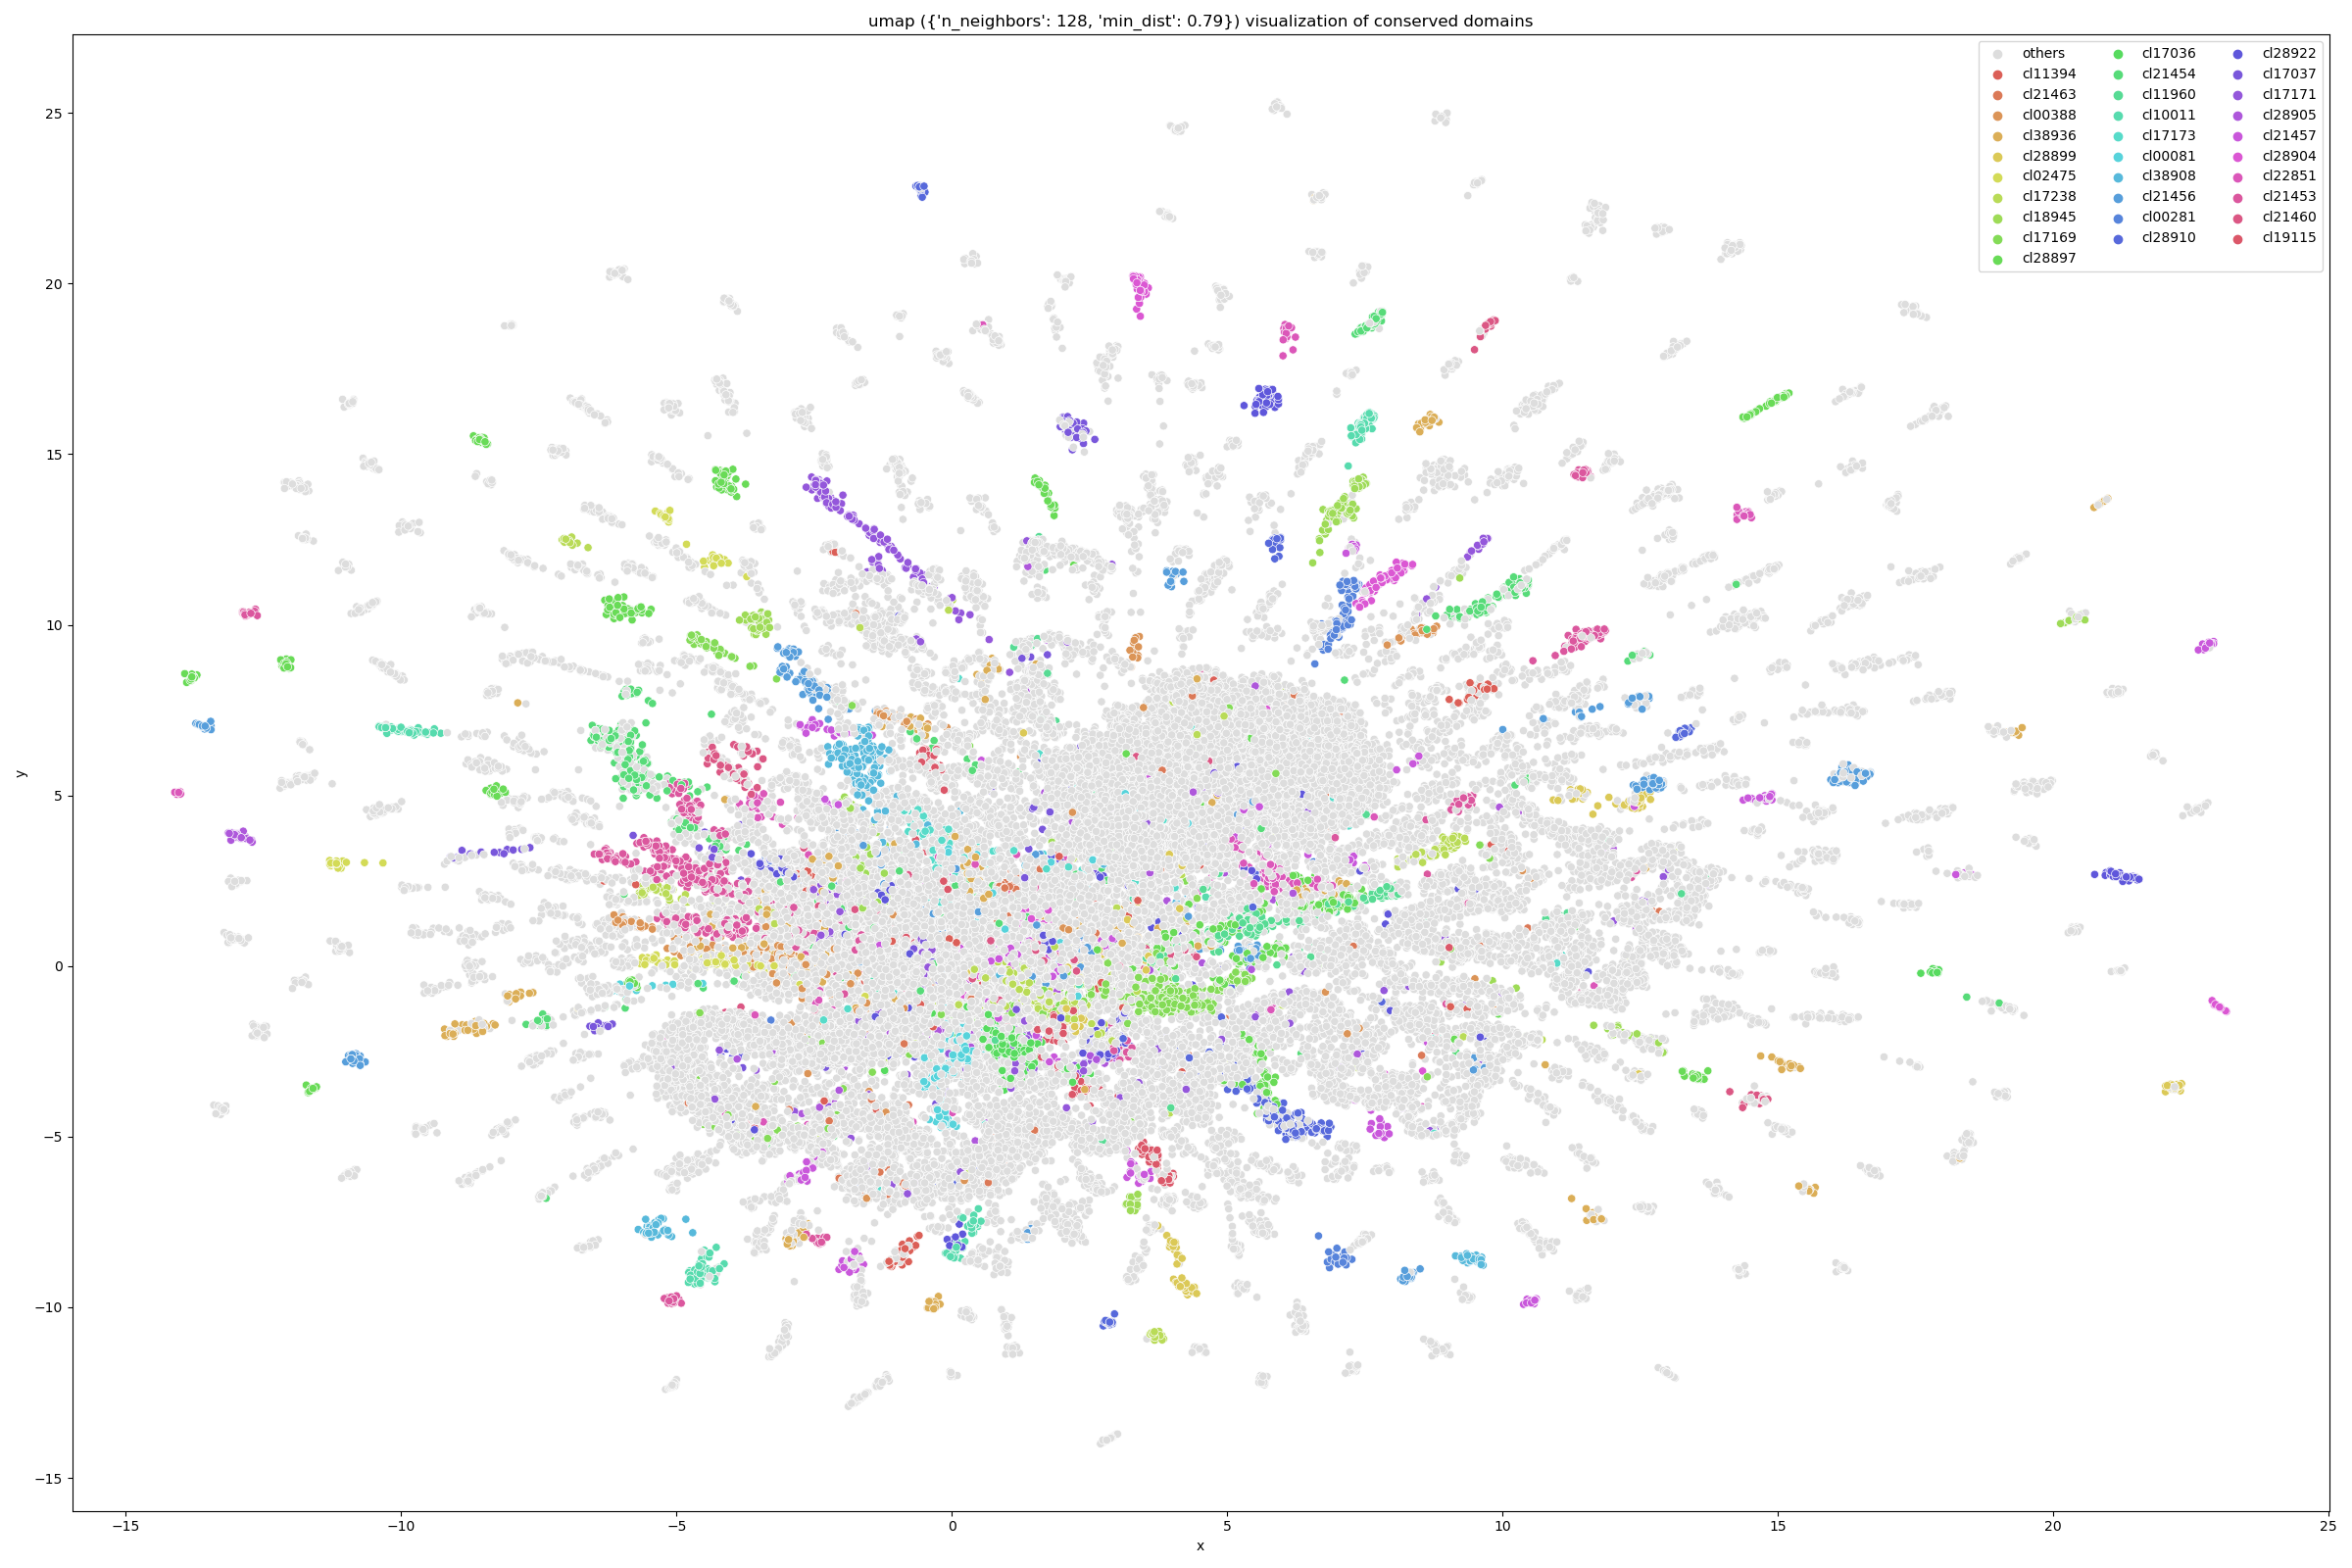 umap ({'n_neighbors': 128, 'min_dist': 0.79}) visualization of conserved domains
others
cl11394
cl21463
cl00388
cl38936
cl28899
cl02475
cl17238
cl18945
cl17169
cl28897
cl17036
cl21454
cl11960
cl10011
cl17173
cl00081
cl38908
cl21456
cl00281
cl28910
cl28922
cl17037
cl17171
cl28905
cl21457
cl28904
cl22851
cl21453
cl21460
cl19115
y
25
20
15
10
5
0
−5
−10
−15
−15
−10
−5
0
5
10
15
20
25
x